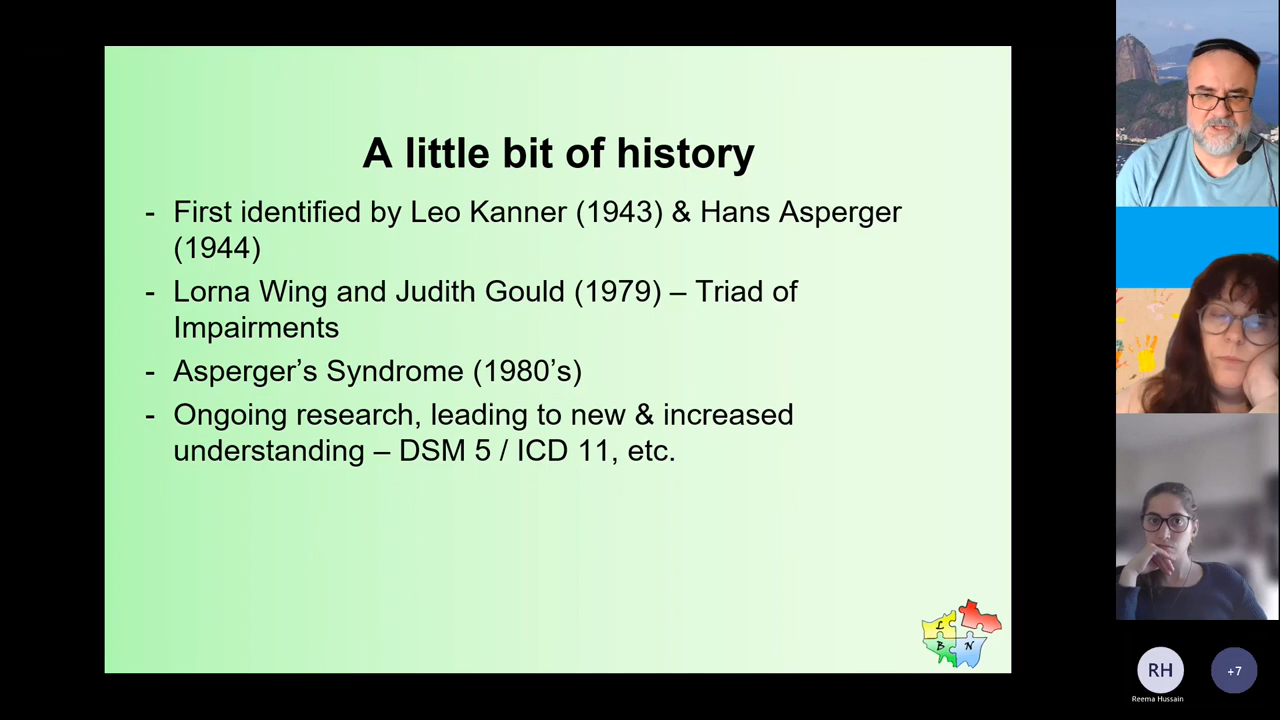 A little bit of history
- First identified by Leo Kanner (1943) & Hans Asperger
(1944)
- Lorna Wing and Judith Gould (1979) – Triad of
Impairments
- Asperger’s Syndrome (1980’s)
- Ongoing research, leading to new & increased
understanding – DSM 5 / ICD 11, etc.
L
B N
RH
+7
Reema Hussain